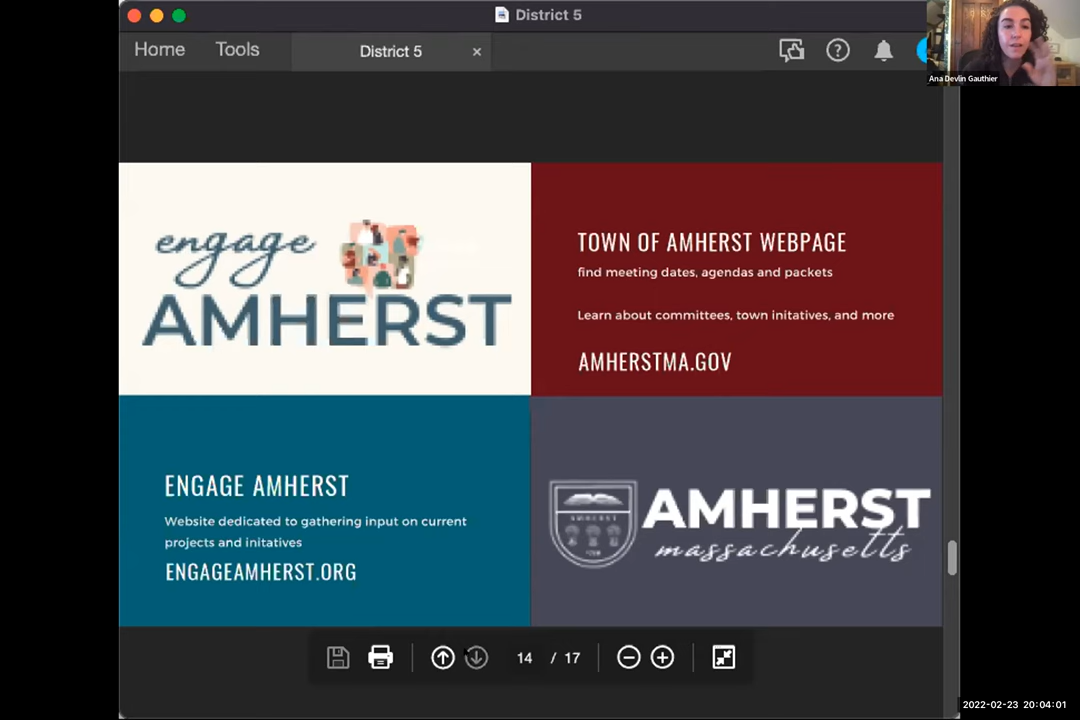 District 5
Home
Tools
District 5
×
Ana Devlin Gauthier
engage
AMHERST
TOWN OF AMHERST WEBPAGE
find meeting dates, agendas and packets
Learn about committees, town initatives, and more
AMHERSTMA.GOV
ENGAGE AMHERST
Website dedicated to gathering input on current
projects and initatives
ENGAGEAMHERST.ORG
AMHERST
AMHERST
massachusetts
14 / 17
2022-02-23 20:04:01